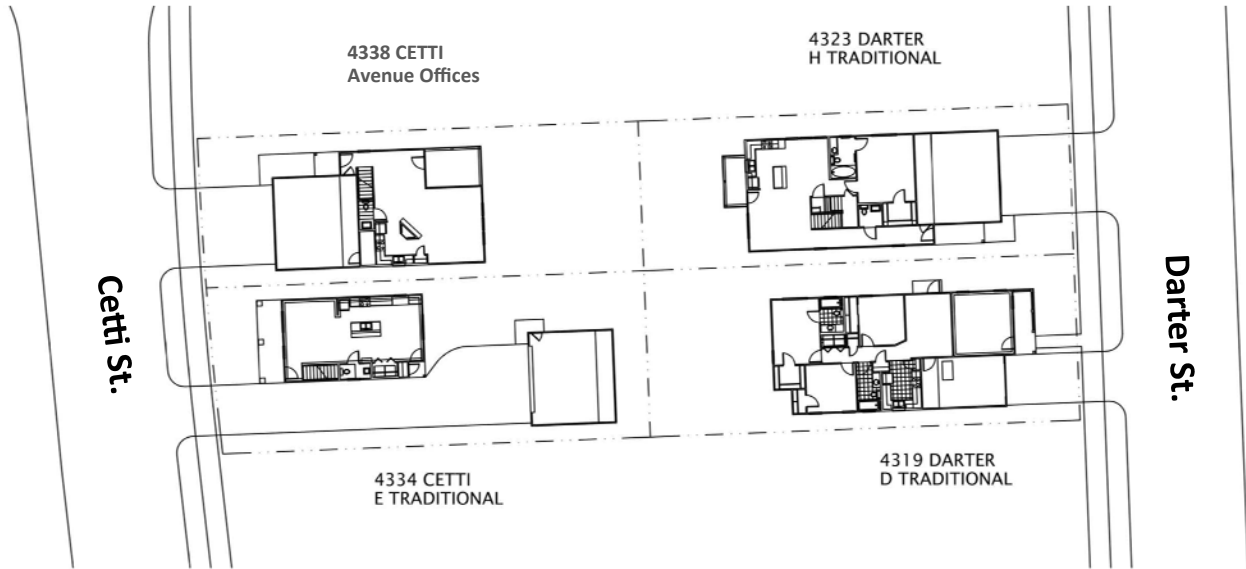 4338 CETTI
Avenue Offices
4323 DARTER
H TRADITIONAL
Cetti St.
Darter St.
4334 CETTI
E TRADITIONAL
4319 DARTER
D TRADITIONAL